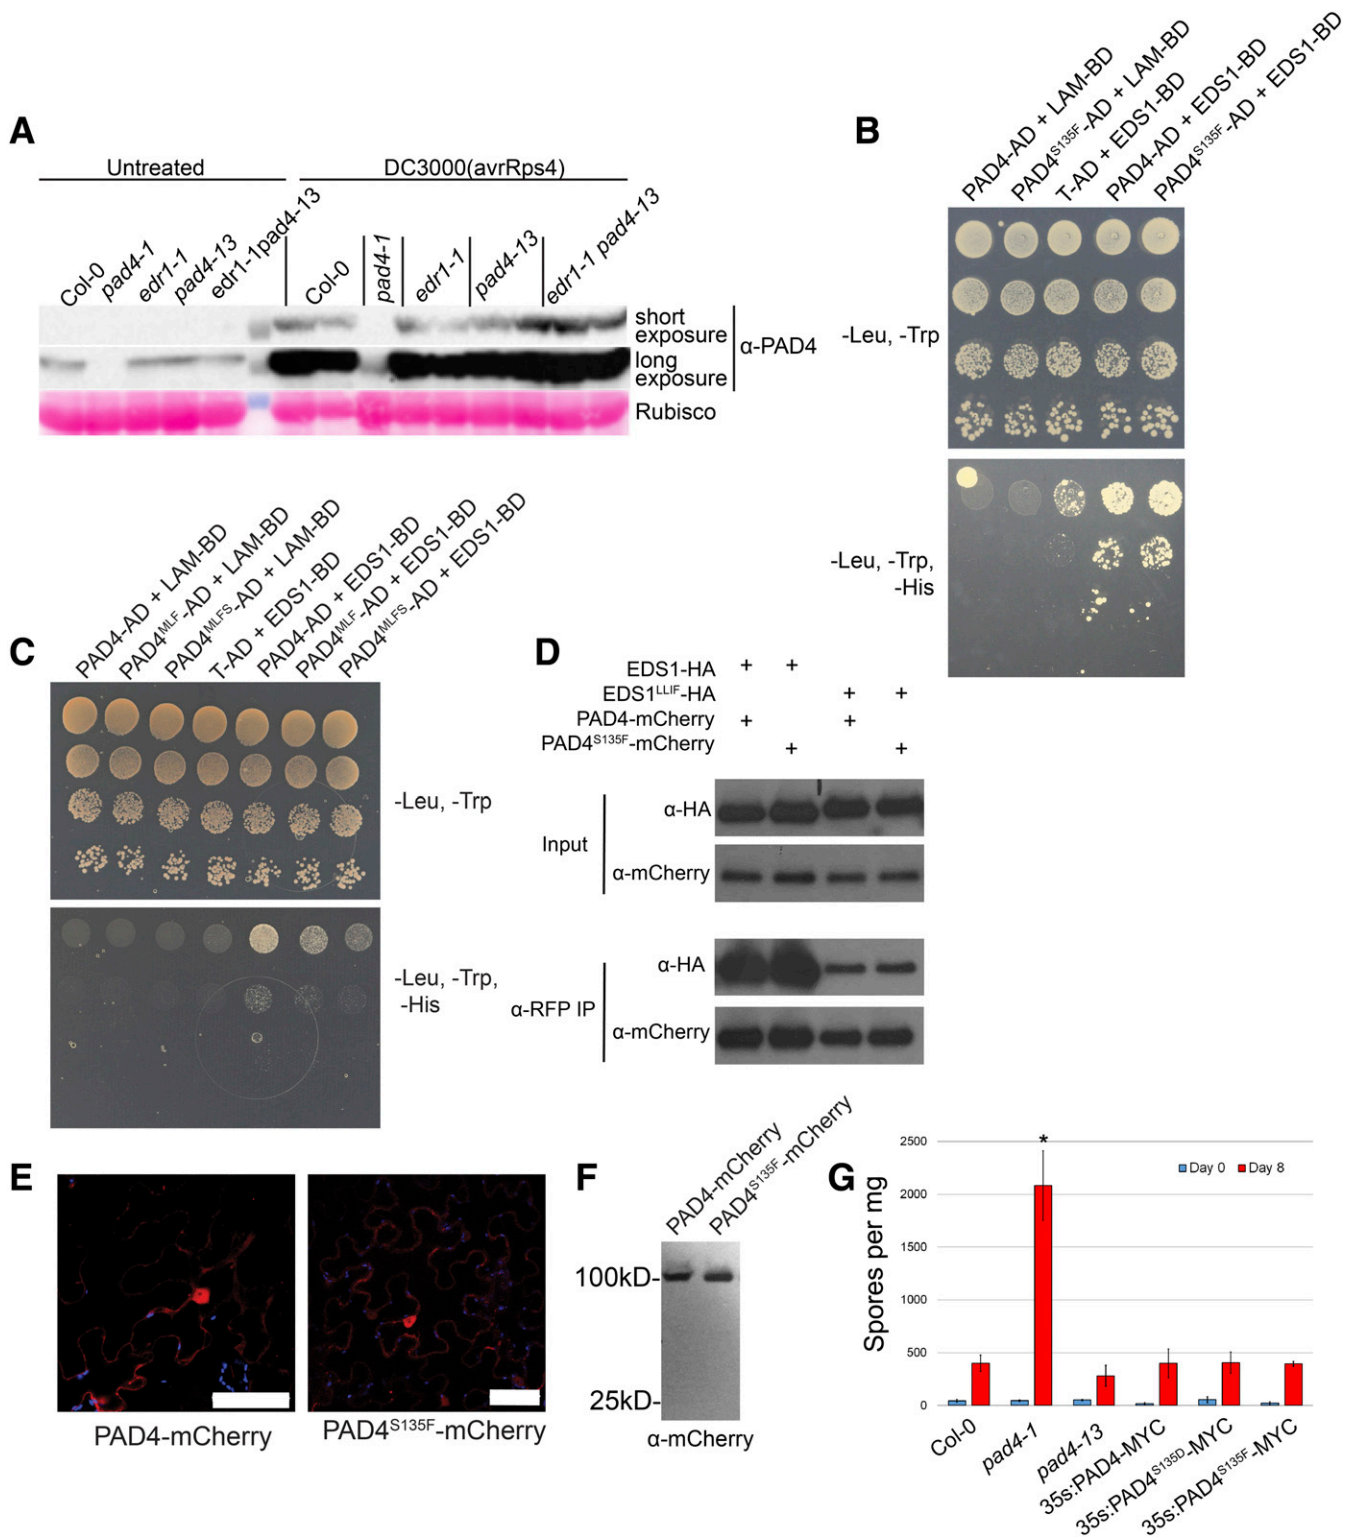 A
Untreated
DC3000(avrRps4)
Col-0
pad4-1
edr1-1
pad4-13
edr1-1pad4-13
Col-0
pad4-1
edr1-1
pad4-13
edr1-1 pad4-13
short
exposure
long
exposure
α-PAD4
Rubisco
B
PAD4-AD + LAM-BD
PAD4S135F-AD + LAM-BD
T-AD + EDS1-BD
PAD4-AD + EDS1-BD
PAD4S135F-AD + EDS1-BD
-Leu, -Trp
-Leu, -Trp,
-His
C
PAD4-AD + LAM-BD
PAD4MLF-AD + LAM-BD
PAD4MLFS-AD + LAM-BD
T-AD + EDS1-BD
PAD4-AD + EDS1-BD
PAD4MLF-AD + EDS1-BD
PAD4MLFS-AD + EDS1-BD
-Leu, -Trp
-Leu, -Trp,
-His
D
EDS1-HA + +
EDS1LLIF-HA + +
PAD4-mCherry + +
PAD4S135F-mCherry + +
Input
α-HA
α-mCherry
α-RFP IP
α-HA
α-mCherry
E
PAD4-mCherry
PAD4S135F-mCherry
F
PAD4-mCherry
PAD4S135F-mCherry
100kD-
25kD-
α-mCherry
G
Spores per mg
2500
2000
1500
1000
500
0
*
Day 0
Day 8
Col-0
pad4-1
pad4-13
35s:PAD4-MYC
35s:PAD4S135D-MYC
35s:PAD4S135F-MYC